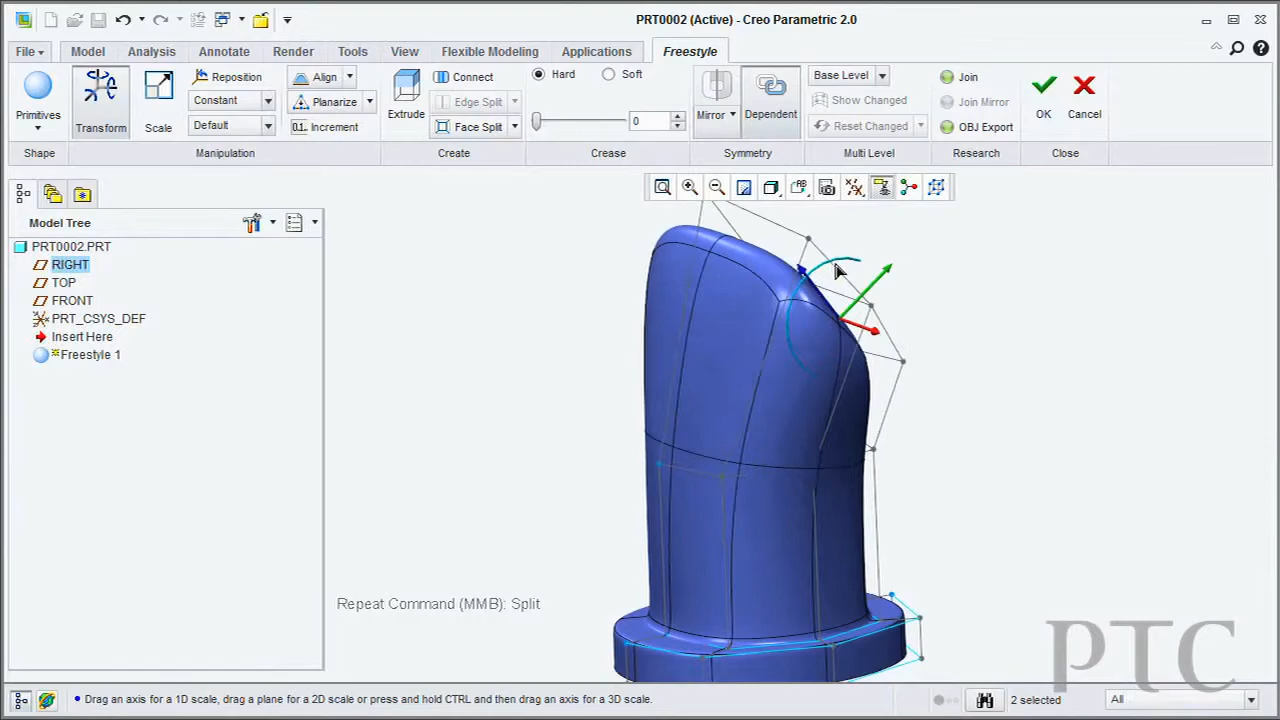 PRT0002 (Active) - Creo Parametric 2.0
File Model Analysis Annotate Render Tools View Flexible Modeling Applications Freestyle
Primitives
Transform
Scale
Reposition
Constant
Default
Align
Planarize
Increment
Extrude
Connect
Edge Split
Face Split
Hard Soft
0
Mirror
Dependent
Base Level
Show Changed
Reset Changed
Join
Join Mirror
OBJ Export
OK
Cancel
Shape Manipulation Create Crease Symmetry Multi Level Research Close
Model Tree
PRT0002.PRT
RIGHT
TOP
FRONT
PRT_CSYS_DEF
Insert Here
Freestyle 1
Repeat Command (MMB): Split
PTC
Drag an axis for a 1D scale, drag a plane for a 2D scale or press and hold CTRL and then drag an axis for a 3D scale.
2 selected
All